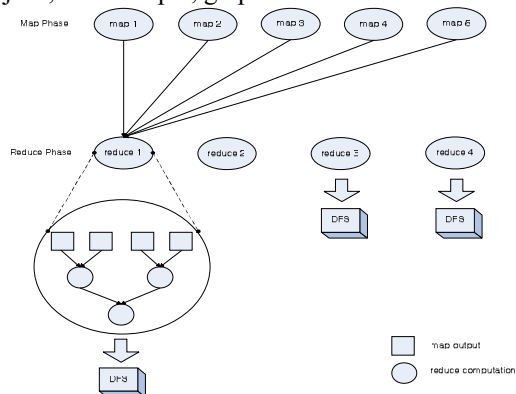 Map Phase
map 1
map 2
map 3
map 4
map 5
Reduce Phase
reduce 1
reduce 2
reduce 3
reduce 4
DFS
DFS
map output
reduce computation
DFS